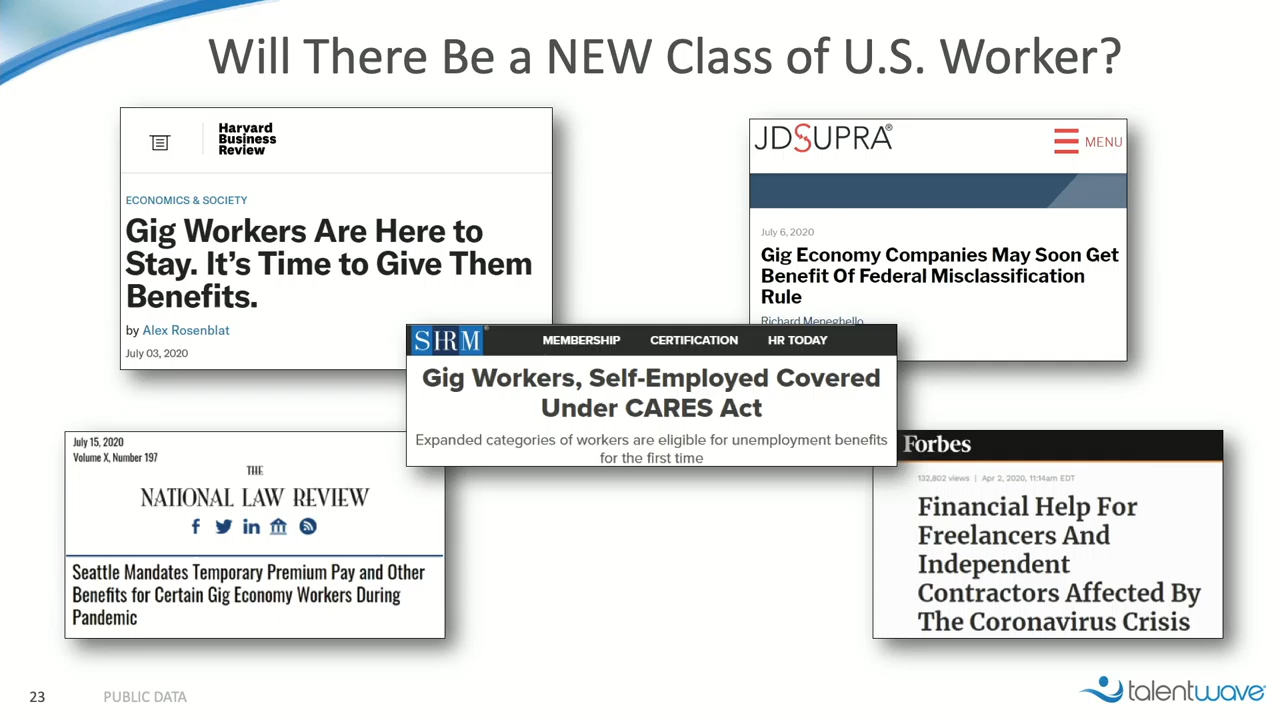 Will There Be a NEW Class of U.S. Worker?
Harvard
Business
Review
ECONOMICS & SOCIETY
Gig Workers Are Here to
Stay. It's Time to Give Them
Benefits.
by Alex Rosenblat
July 03, 2020
JDSUPRA®
MENU
July 6, 2020
Gig Economy Companies May Soon Get
Benefit Of Federal Misclassification
Rule
Richard Meneghello
SHRM®
MEMBERSHIP CERTIFICATION HR TODAY
Gig Workers, Self-Employed Covered
Under CARES Act
Expanded categories of workers are eligible for unemployment benefits
for the first time
July 15, 2020
Volume X, Number 197
THE
NATIONAL LAW REVIEW
Seattle Mandates Temporary Premium Pay and Other
Benefits for Certain Gig Economy Workers During
Pandemic
Forbes
132,802 views | Apr 2, 2020, 11:14am EDT
Financial Help For
Freelancers And
Independent
Contractors Affected By
The Coronavirus Crisis
23 PUBLIC DATA
talentwave®